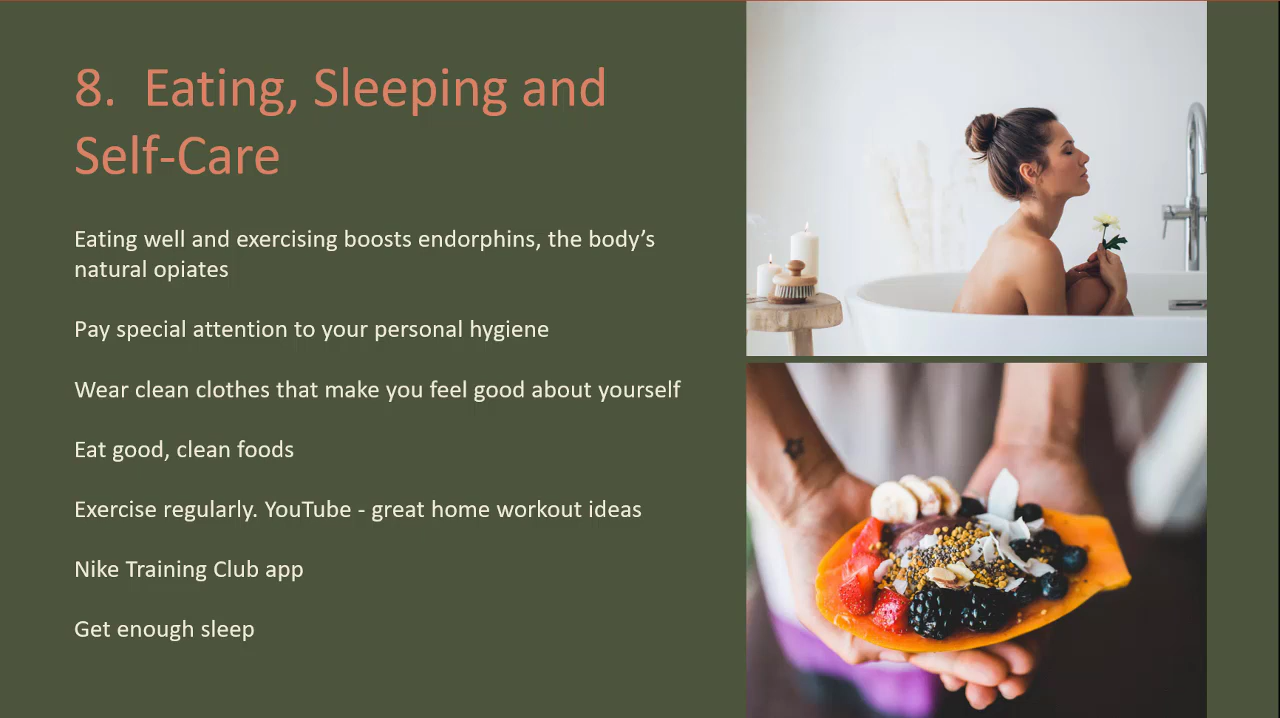 8.  Eating, Sleeping and
Self-Care
Eating well and exercising boosts endorphins, the body’s
natural opiates
Pay special attention to your personal hygiene
Wear clean clothes that make you feel good about yourself
Eat good, clean foods
Exercise regularly. YouTube - great home workout ideas
Nike Training Club app
Get enough sleep